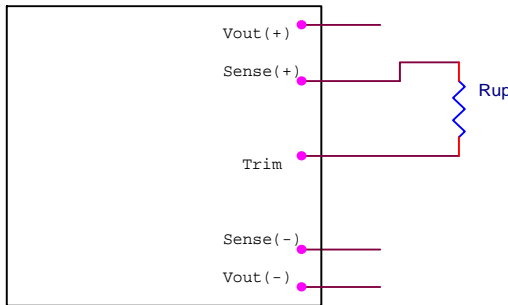 Vout(+)
Sense(+)
Rup
Trim
Sense(-)
Vout(-)